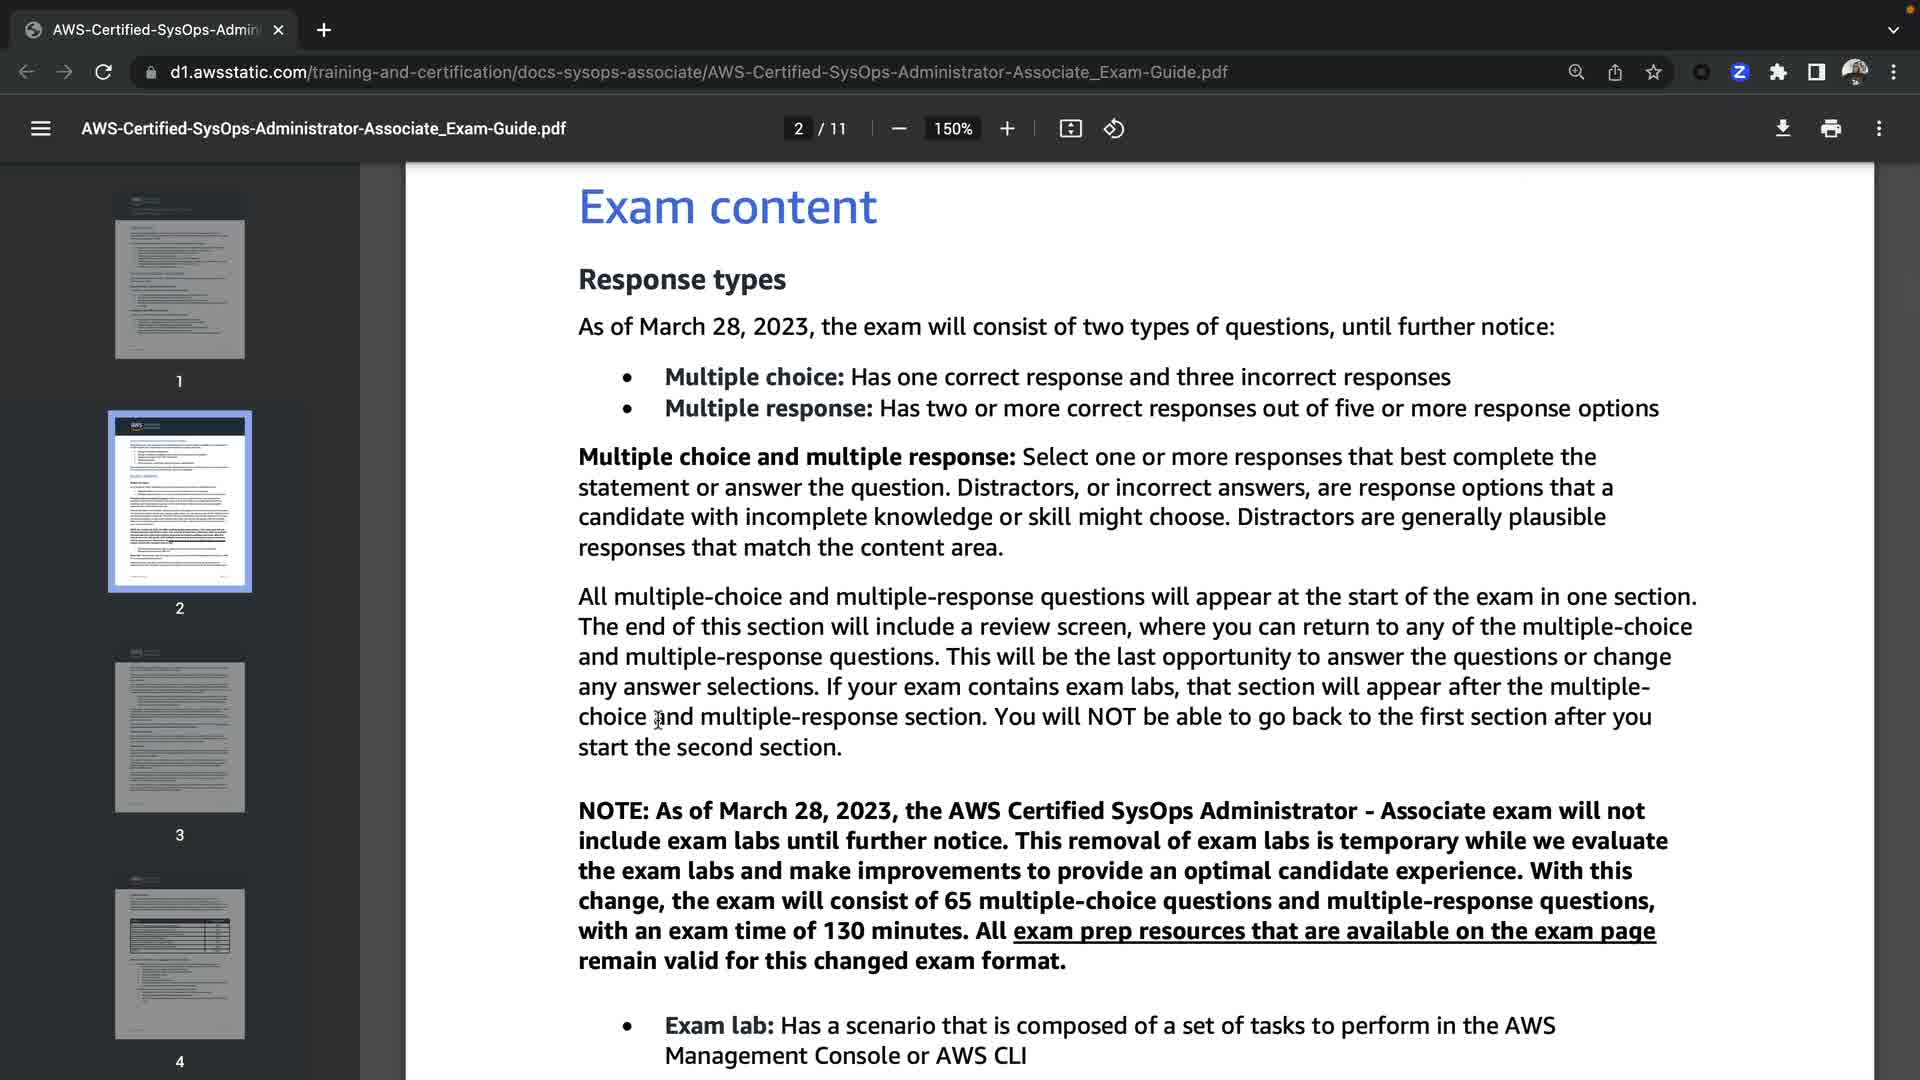 AWS-Certified-SysOps-Admin
d1.awsstatic.com/training-and-certification/docs-sysops-associate/AWS-Certified-SysOps-Administrator-Associate_Exam-Guide.pdf
AWS-Certified-SysOps-Administrator-Associate_Exam-Guide.pdf
2 / 11
150%
1
2
3
4
Exam content
Response types
As of March 28, 2023, the exam will consist of two types of questions, until further notice:
• Multiple choice: Has one correct response and three incorrect responses
• Multiple response: Has two or more correct responses out of five or more response options
Multiple choice and multiple response: Select one or more responses that best complete the
statement or answer the question. Distractors, or incorrect answers, are response options that a
candidate with incomplete knowledge or skill might choose. Distractors are generally plausible
responses that match the content area.
All multiple-choice and multiple-response questions will appear at the start of the exam in one section.
The end of this section will include a review screen, where you can return to any of the multiple-choice
and multiple-response questions. This will be the last opportunity to answer the questions or change
any answer selections. If your exam contains exam labs, that section will appear after the multiple-
choice and multiple-response section. You will NOT be able to go back to the first section after you
start the second section.
NOTE: As of March 28, 2023, the AWS Certified SysOps Administrator - Associate exam will not
include exam labs until further notice. This removal of exam labs is temporary while we evaluate
the exam labs and make improvements to provide an optimal candidate experience. With this
change, the exam will consist of 65 multiple-choice questions and multiple-response questions,
with an exam time of 130 minutes. All exam prep resources that are available on the exam page
remain valid for this changed exam format.
• Exam lab: Has a scenario that is composed of a set of tasks to perform in the AWS
Management Console or AWS CLI